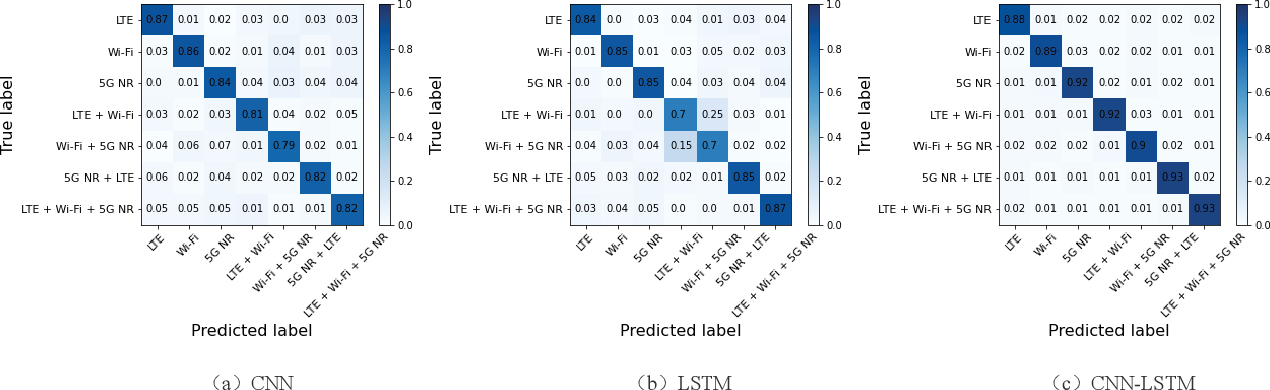 True label
LTE 0.87 0.01 0.02 0.03 0.0 0.03 0.03
Wi-Fi 0.03 0.86 0.02 0.01 0.04 0.01 0.03
5G NR 0.0 0.01 0.84 0.04 0.03 0.04 0.04
LTE + Wi-Fi 0.03 0.02 0.03 0.81 0.04 0.02 0.05
Wi-Fi + 5G NR 0.04 0.06 0.07 0.01 0.79 0.02 0.01
5G NR + LTE 0.06 0.02 0.04 0.02 0.02 0.82 0.02
LTE + Wi-Fi + 5G NR 0.05 0.05 0.05 0.01 0.01 0.01 0.82
LTE
Wi-Fi
5G NR
LTE + Wi-Fi
Wi-Fi + 5G NR
5G NR + LTE
LTE + Wi-Fi + 5G NR
1.0
0.8
0.6
0.4
0.2
0.0
Predicted label
（a）CNN
True label
LTE 0.84 0.0 0.03 0.04 0.01 0.03 0.04
Wi-Fi 0.01 0.85 0.01 0.03 0.05 0.02 0.03
5G NR 0.0 0.0 0.85 0.04 0.03 0.04 0.04
LTE + Wi-Fi 0.01 0.0 0.0 0.7 0.25 0.03 0.01
Wi-Fi + 5G NR 0.04 0.03 0.04 0.15 0.7 0.02 0.02
5G NR + LTE 0.05 0.03 0.02 0.02 0.01 0.85 0.02
LTE + Wi-Fi + 5G NR 0.03 0.04 0.05 0.0 0.0 0.01 0.87
LTE
Wi-Fi
5G NR
LTE + Wi-Fi
Wi-Fi + 5G NR
5G NR + LTE
LTE + Wi-Fi + 5G NR
1.0
0.8
0.6
0.4
0.2
0.0
Predicted label
（b）LSTM
True label
LTE 0.88 0.01 0.02 0.02 0.02 0.02 0.02
Wi-Fi 0.02 0.89 0.03 0.02 0.02 0.01 0.01
5G NR 0.01 0.01 0.92 0.02 0.01 0.02 0.01
LTE + Wi-Fi 0.01 0.01 0.01 0.92 0.03 0.01 0.01
Wi-Fi + 5G NR 0.02 0.02 0.02 0.01 0.9 0.02 0.01
5G NR + LTE 0.01 0.01 0.01 0.01 0.01 0.93 0.02
LTE + Wi-Fi + 5G NR 0.02 0.01 0.01 0.01 0.01 0.01 0.93
LTE
Wi-Fi
5G NR
LTE + Wi-Fi
Wi-Fi + 5G NR
5G NR + LTE
LTE + Wi-Fi + 5G NR
1.0
0.8
0.6
0.4
0.2
0.0
Predicted label
（c）CNN-LSTM